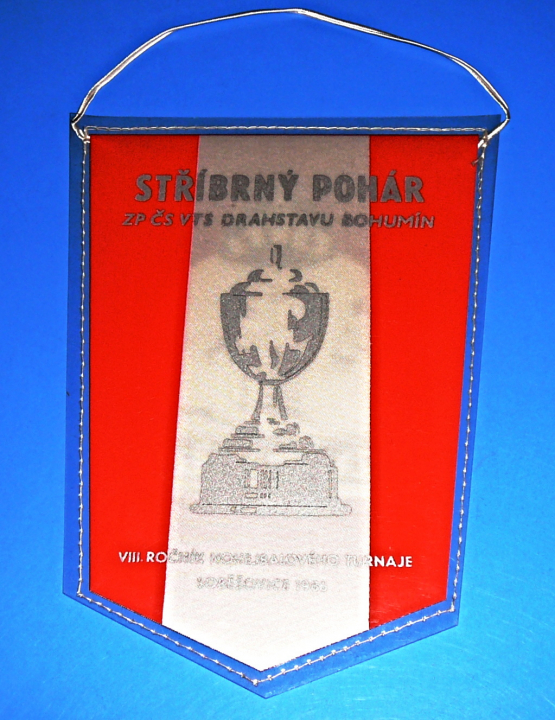 STŘÍBRNÝ POHÁR
ZP ČS VTS DRAHSTAVU BOHUMÍN
VIII. ROČNÍK NOHEJBALOVÉHO TURNAJE